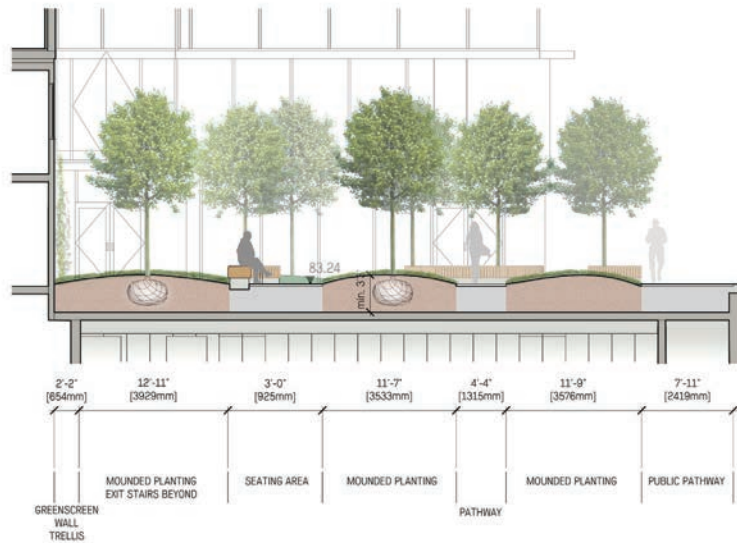 83.24
min. 3'
2'-2" 12'-11" 3'-0" 11'-7" 4'-4" 11'-9" 7'-11"
[654mm] [3929mm] [925mm] [3533mm] [1315mm] [3576mm] [2419mm]
MOUNDED PLANTING SEATING AREA MOUNDED PLANTING MOUNDED PLANTING PUBLIC PATHWAY
EXIT STAIRS BEYOND
GREENSCREEN PATHWAY
WALL
TRELLIS